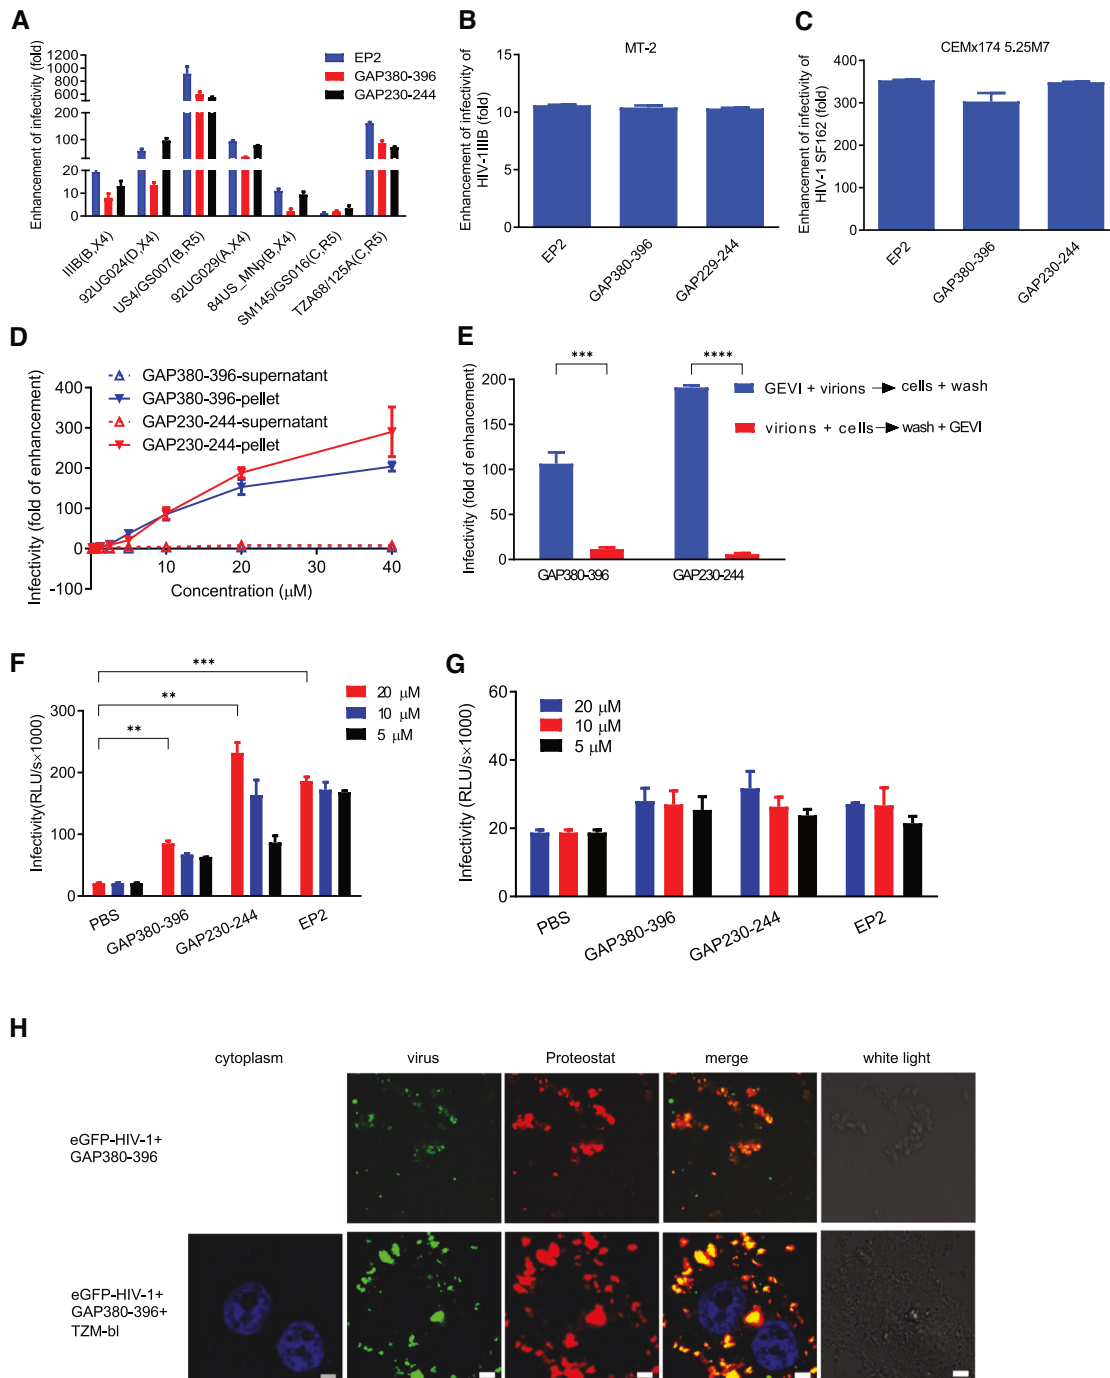 A
Enhancement of infectivity (fold)
1200
1000
800
600
200
100
20
10
0
EP2
GAP380-396
GAP230-244
IIIB(B,X4)
92UG024(D,X4)
US4/GS007(B,R5)
92UG029(A,X4)
84US_MNp(B,X4)
SM145/GS016(C,R5)
TZA68/125A(C,R5)
B
MT-2
Enhancement of infectivity of
HIV-1IIIB (fold)
15
10
5
0
EP2
GAP380-396
GAP229-244
C
CEMx174 5.25M7
Enhancement of infectivity of
HIV-1 SF162 (fold)
400
300
200
100
0
EP2
GAP380-396
GAP230-244
D
Infectivity (fold of enhancement)
400
300
200
100
0
-100
GAP380-396-supernatant
GAP380-396-pellet
GAP230-244-supernatant
GAP230-244-pellet
10
20
30
40
Concentration (μM)
E
Infectivity (fold of enhancement)
200
150
100
50
0
***
****
GEVI + virions → cells + wash
virions + cells → wash + GEVI
GAP380-396
GAP230-244
F
Infectivity(RLU/s×1000)
300
200
100
0
***
**
**
20 μM
10 μM
5 μM
PBS
GAP380-396
GAP230-244
EP2
G
Infectivity (RLU/s×1000)
60
40
20
0
20 μM
10 μM
5 μM
PBS
GAP380-396
GAP230-244
EP2
H
cytoplasm
virus
Proteostat
merge
white light
eGFP-HIV-1+
GAP380-396
eGFP-HIV-1+
GAP380-396+
TZM-bl